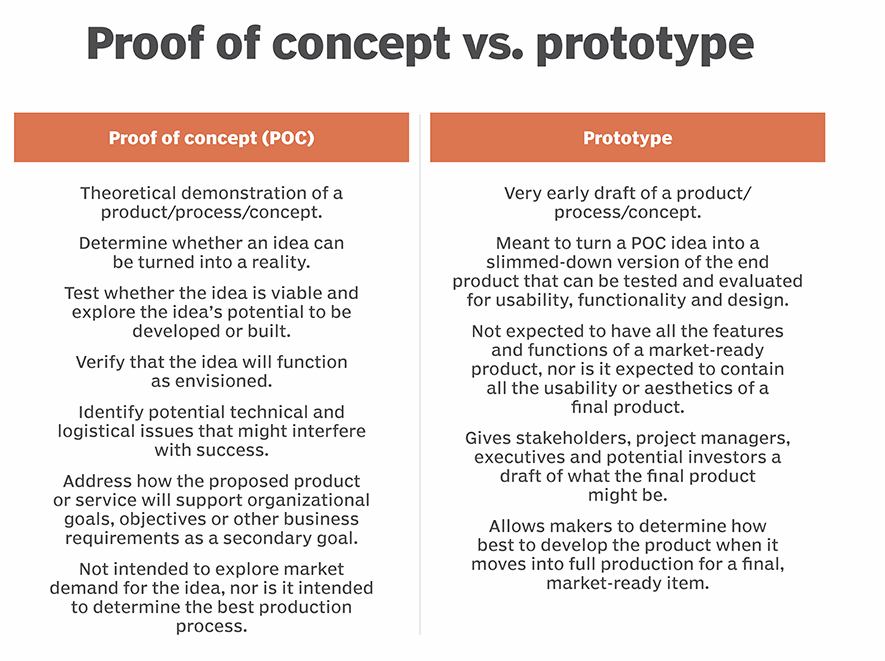 Proof of concept vs. prototype
Proof of concept (POC)
Theoretical demonstration of a
product/process/concept.
Determine whether an idea can
be turned into a reality.
Test whether the idea is viable and
explore the idea's potential to be
developed or built.
Verify that the idea will function
as envisioned.
Identify potential technical and
logistical issues that might interfere
with success.
Address how the proposed product
or service will support organizational
goals, objectives or other business
requirements as a secondary goal.
Not intended to explore market
demand for the idea, nor is it intended
to determine the best production
process.
Prototype
Very early draft of a product/
process/concept.
Meant to turn a POC idea into a
slimmed-down version of the end
product that can be tested and evaluated
for usability, functionality and design.
Not expected to have all the features
and functions of a market-ready
product, nor is it expected to contain
all the usability or aesthetics of a
final product.
Gives stakeholders, project managers,
executives and potential investors a
draft of what the final product
might be.
Allows makers to determine how
best to develop the product when it
moves into full production for a final,
market-ready item.